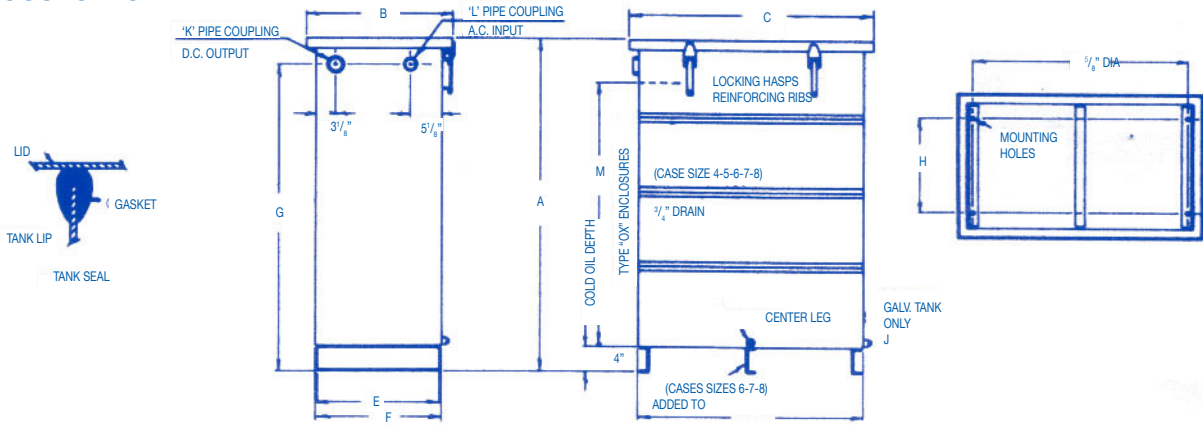 B
'L' PIPE COUPLING
A.C. INPUT
C
'K' PIPE COUPLING
D.C. OUTPUT
3 1/8"
5 1/8"
LOCKING HASPS
REINFORCING RIBS
5/8" DIA
MOUNTING
HOLES
H
LID
GASKET
TANK LIP
TANK SEAL
G
A
M
COLD OIL DEPTH
TYPE "OX" ENCLOSURES
(CASE SIZE 4-5-6-7-8)
3/4" DRAIN
CENTER LEG
GALV. TANK
ONLY
J
4"
(CASES SIZES 6-7-8)
ADDED TO
E
F